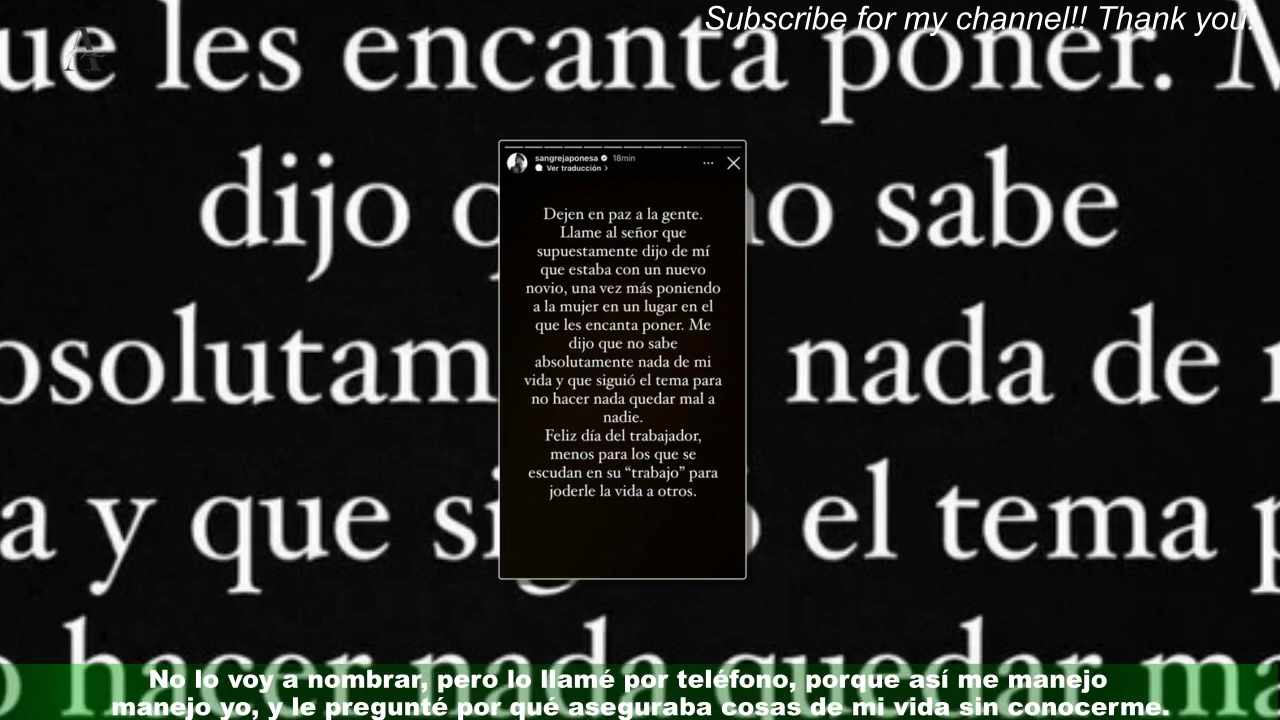 Subscribe for my channel!! Thank you!
ue les encanta poner. M
dijo q no sabe
bsolutam nada de
a y que si el tema p
o hacer nada quedar ma
sangrejaponesa 18min
Ver traducción
Dejen en paz a la gente.
Llame al señor que
supuestamente dijo de mí
que estaba con un nuevo
novio, una vez más poniendo
a la mujer en un lugar en el
que les encanta poner. Me
dijo que no sabe
absolutamente nada de mi
vida y que siguió el tema para
no hacer nada quedar mal a
nadie.
Feliz día del trabajador,
menos para los que se
escudan en su “trabajo” para
joderle la vida a otros.
No lo voy a nombrar, pero lo llamé por teléfono, porque así me manejo
manejo yo, y le pregunté por qué aseguraba cosas de mi vida sin conocerme.